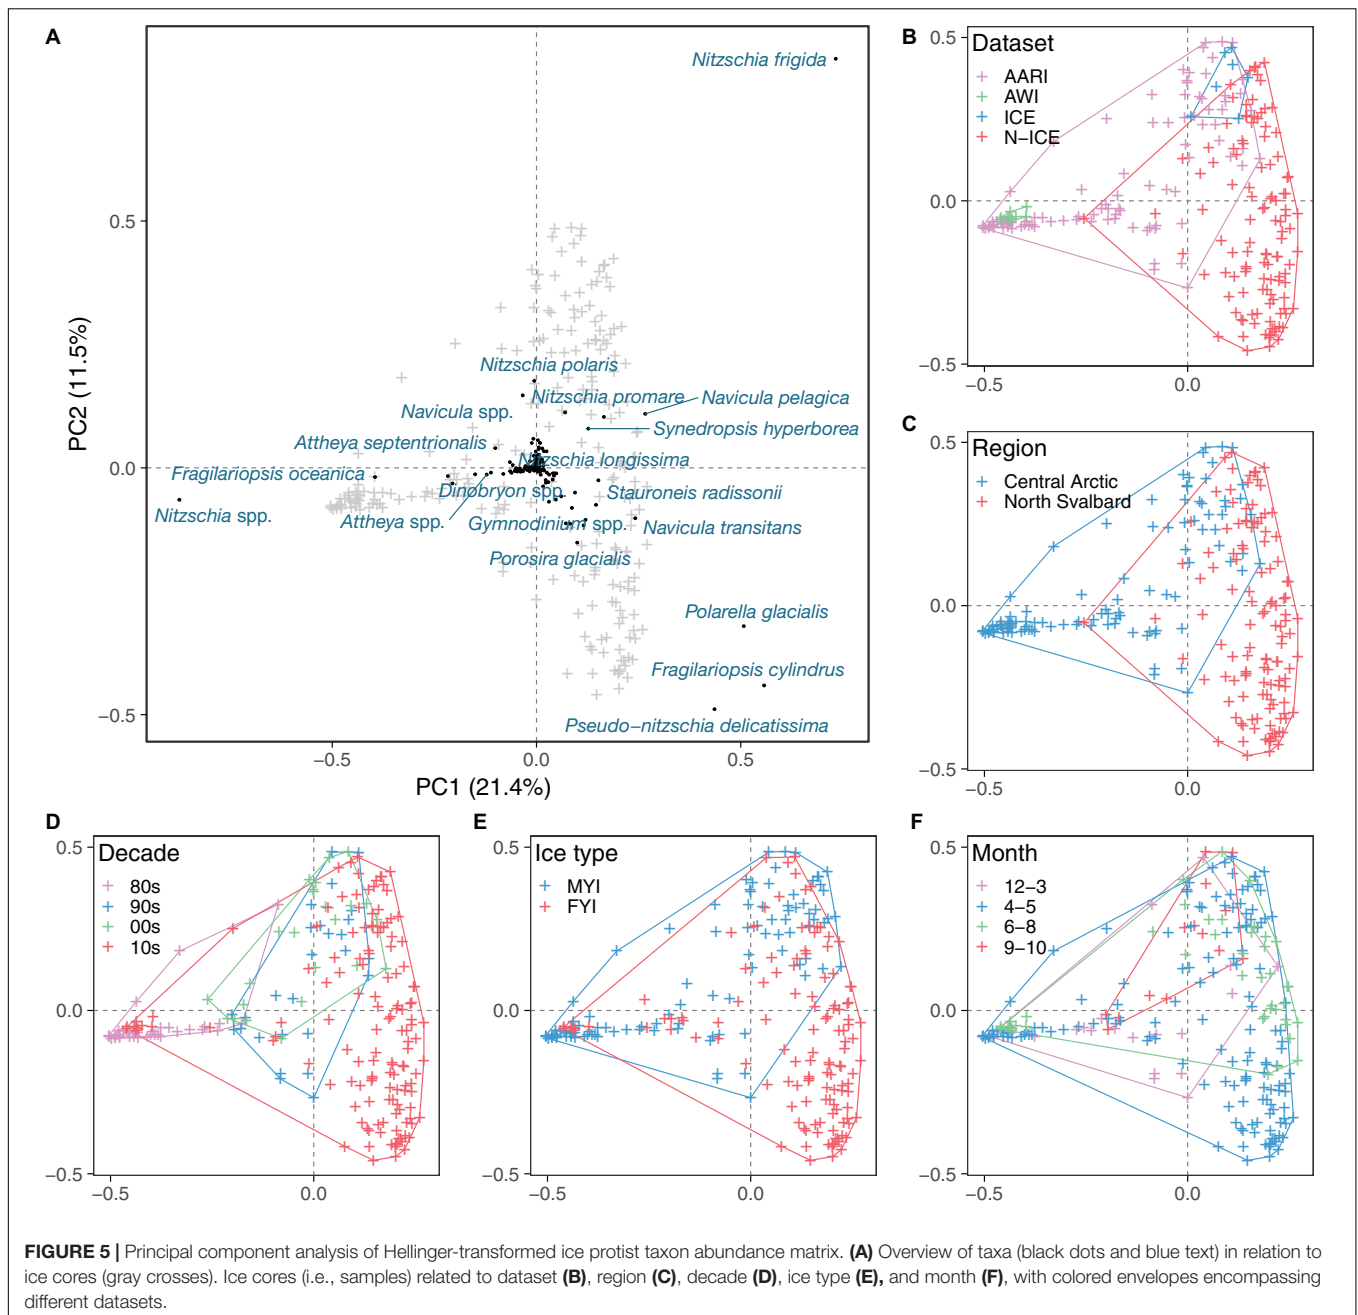 A
Nitzschia frigida
0.5
0.0
−0.5
PC2 (11.5%)
Nitzschia polaris
Nitzschia promare
Navicula pelagica
Navicula spp.
Synedropsis hyperborea
Attheya septentrionalis
Nitzschia longissima
Fragilariopsis oceanica
Dinobryon spp.
Stauroneis radissonii
Nitzschia spp.
Attheya spp.
Gymnodinium spp.
Navicula transitans
Porosira glacialis
Polarella glacialis
Fragilariopsis cylindrus
Pseudo−nitzschia delicatissima
−0.5
0.0
0.5
PC1 (21.4%)
B
Dataset
AARI
AWI
ICE
N−ICE
0.5
0.0
−0.5
−0.5
0.0
C
Region
Central Arctic
North Svalbard
0.5
0.0
−0.5
−0.5
0.0
D
Decade
80s
90s
00s
10s
0.5
0.0
−0.5
−0.5
0.0
E
Ice type
MYI
FYI
0.5
0.0
−0.5
−0.5
0.0
F
Month
12−3
4−5
6−8
9−10
0.5
0.0
−0.5
−0.5
0.0
FIGURE 5 | Principal component analysis of Hellinger-transformed ice protist taxon abundance matrix. (A) Overview of taxa (black dots and blue text) in relation to
ice cores (gray crosses). Ice cores (i.e., samples) related to dataset (B), region (C), decade (D), ice type (E), and month (F), with colored envelopes encompassing
different datasets.